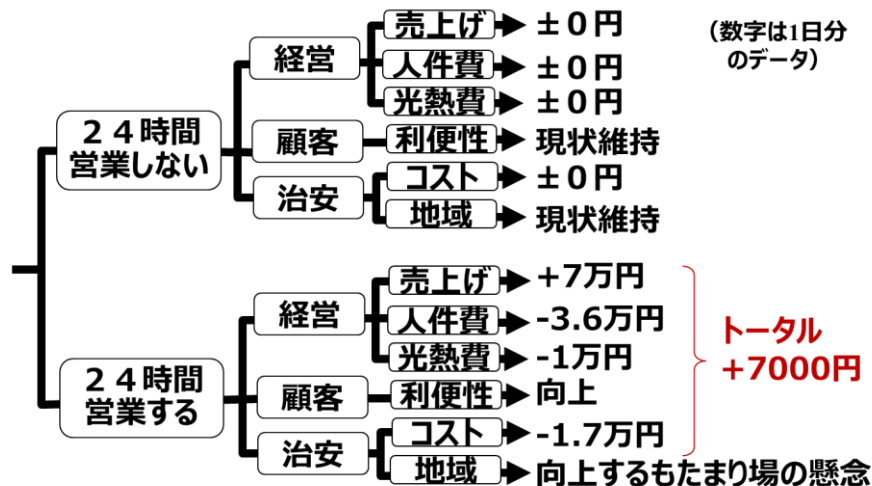 (数字は1日分
のデータ)
24時間
営業しない
経営
売上げ
±0円
人件費
±0円
光熱費
±0円
顧客
利便性
現状維持
治安
コスト
±0円
地域
現状維持
24時間
営業する
経営
売上げ
+7万円
人件費
-3.6万円
光熱費
-1万円
顧客
利便性
向上
治安
コスト
-1.7万円
地域
向上するもたまり場の懸念
トータル
+7000円